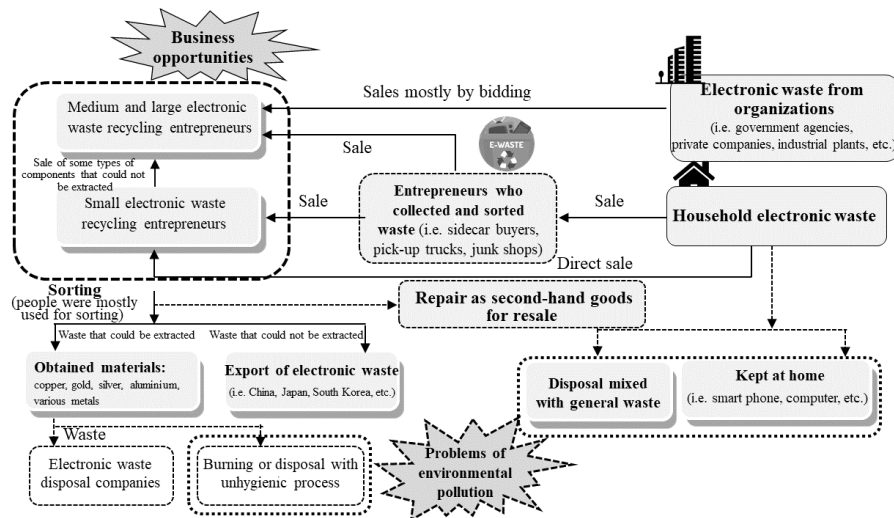 Business
opportunities
Medium and large electronic
waste recycling entrepreneurs
Sales mostly by bidding
Electronic waste from
organizations
(i.e. government agencies,
private companies, industrial plants, etc.)
Sale of some types of
components that could not
be extracted
Sale
E-WASTE
Small electronic waste
recycling entrepreneurs
Sale
Entrepreneurs who
collected and sorted
waste (i.e. sidecar buyers,
pick-up trucks, junk shops)
Sale
Household electronic waste
Direct sale
Sorting
(people were mostly
used for sorting)
Repair as second-hand goods
for resale
Waste that could be extracted
Waste that could not be extracted
Obtained materials:
copper, gold, silver, aluminium,
various metals
Export of electronic waste
(i.e. China, Japan, South Korea, etc.)
Disposal mixed
with general waste
Kept at home
(i.e. smart phone, computer, etc.)
Waste
Electronic waste
disposal companies
Burning or disposal with
unhygienic process
Problems of
environmental
pollution